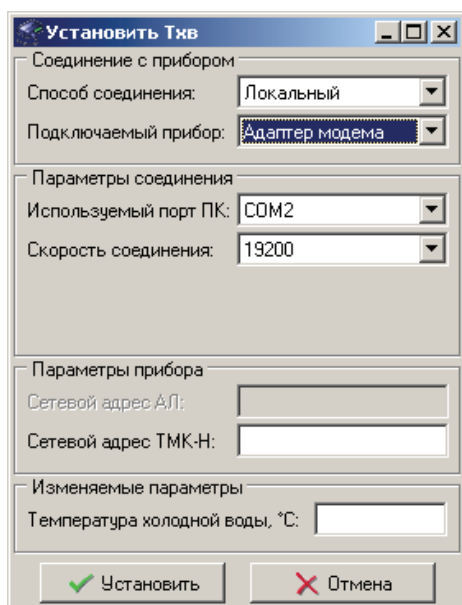 Установить Тхв
Соединение с прибором
Способ соединения: Локальный
Подключаемый прибор: Адаптер модема
Параметры соединения
Используемый порт ПК: COM2
Скорость соединения: 19200
Параметры прибора
Сетевой адрес АЛ:
Сетевой адрес ТМК-Н:
Изменяемые параметры
Температура холодной воды, °С:
Установить Отмена